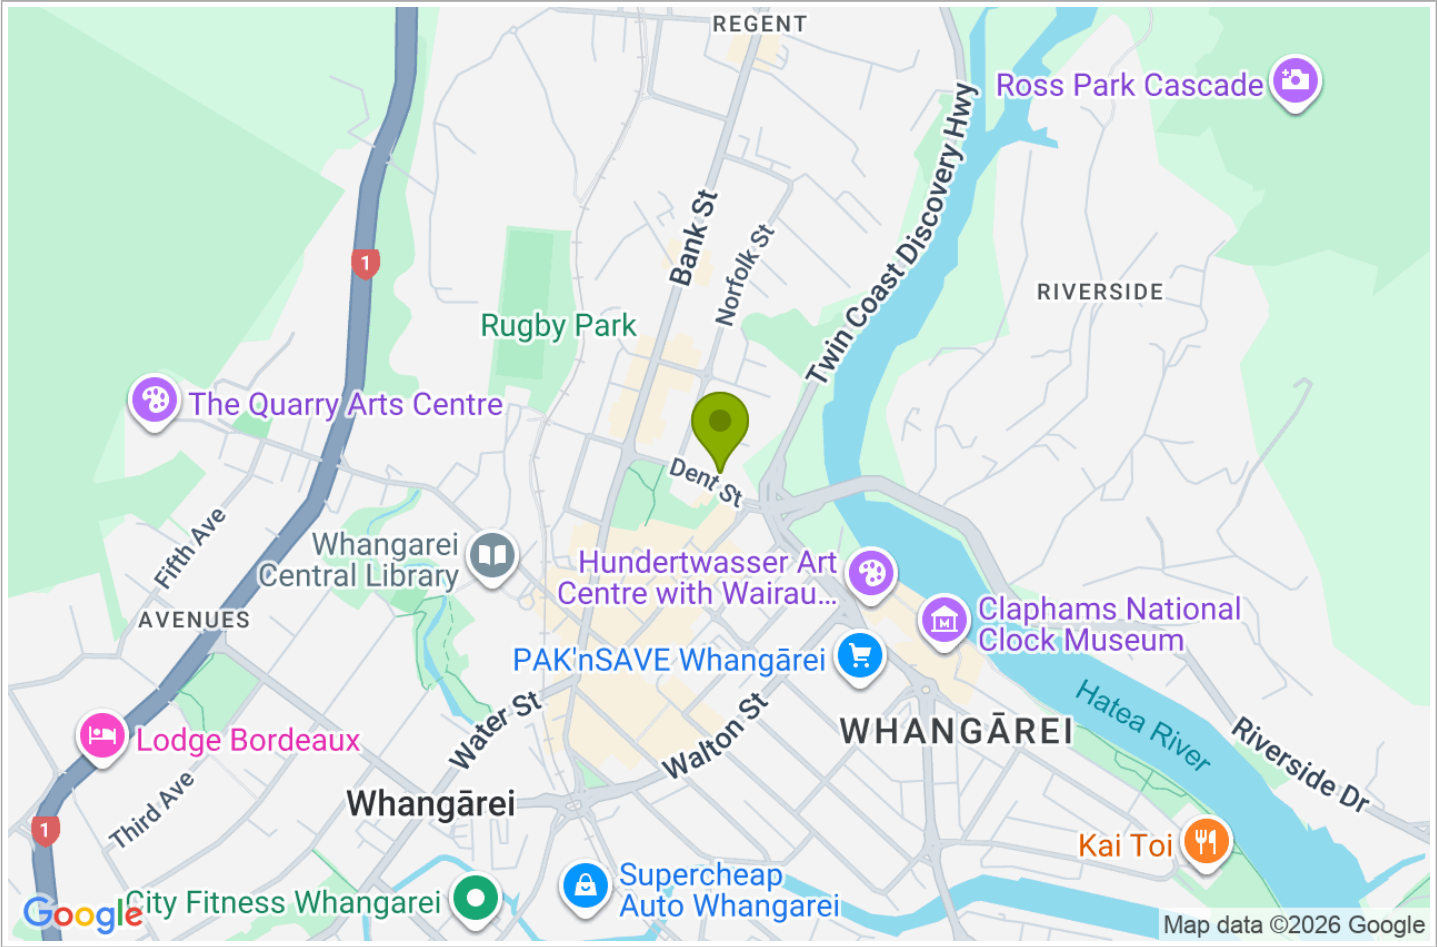 REGENT
Ross Park Cascade
Twin Coast Discovery Hwy
Bank St
Norfolk St
RIVERSIDE
1
Rugby Park
The Quarry Arts Centre
Dent St
Fifth Ave
Whangarei
Central Library
Hundertwasser Art
Centre with Wairau...
Claphams National
Clock Museum
AVENUES
PAK'nSAVE Whangārei
Water St
Walton St
WHANGĀREI
Hatea River
Riverside Dr
Lodge Bordeaux
Third Ave
Whangārei
1
Kai Toi
Supercheap
Auto Whangarei
City Fitness Whangarei
Google
Map data ©2026 Google